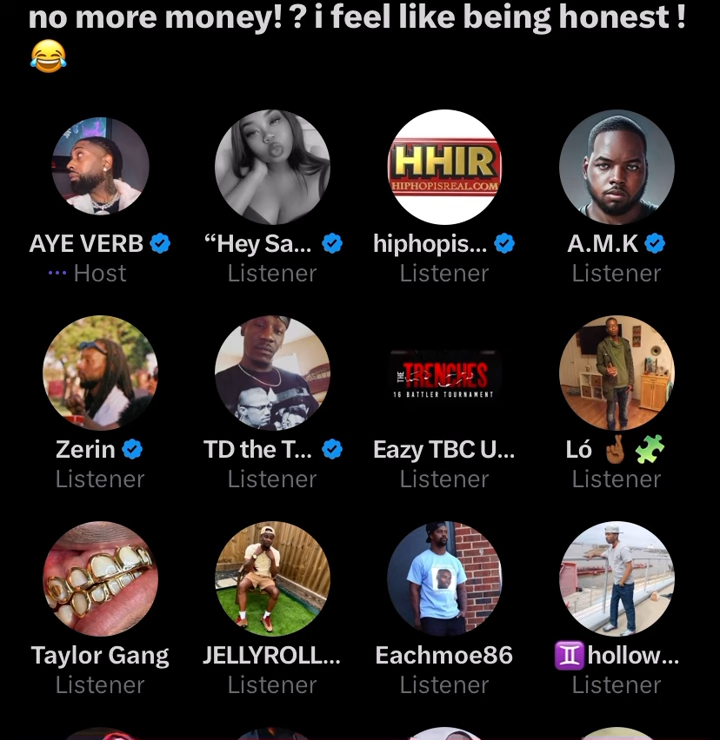 no more money! ? i feel like being honest !
😂
AYE VERB
“Hey Sa...
hiphopis...
A.M.K
Host
Listener
Listener
Listener
HHIR
HIPHOPISREAL.COM
Zerin
TD the T...
Eazy TBC U...
Ló 🤞🏾 🧩
Listener
Listener
Listener
Listener
THE TRENCHES
16 BATTLER TOURNAMENT
Taylor Gang
JELLYROLL...
Eachmoe86
♊hollow...
Listener
Listener
Listener
Listener